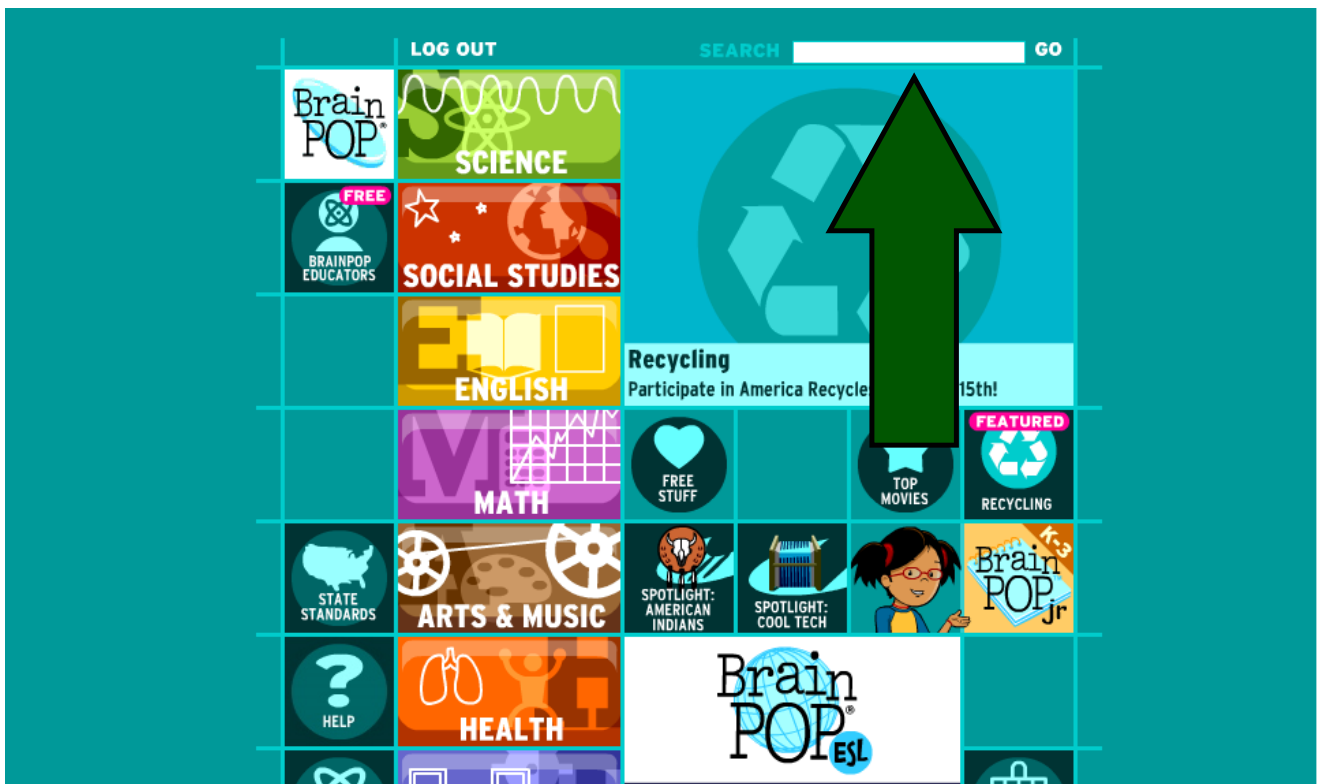 LOG OUT
SEARCH
GO
Brain
POP®
SCIENCE
FREE
BRAINPOP
EDUCATORS
SOCIAL STUDIES
ENGLISH
Recycling
Participate in America Recycles 15th!
MATH
FREE
STUFF
TOP
MOVIES
FEATURED
RECYCLING
STATE
STANDARDS
ARTS & MUSIC
SPOTLIGHT:
AMERICAN
INDIANS
SPOTLIGHT:
COOL TECH
K-3
Brain
POP
jr
HELP
HEALTH
Brain
POP®
ESL